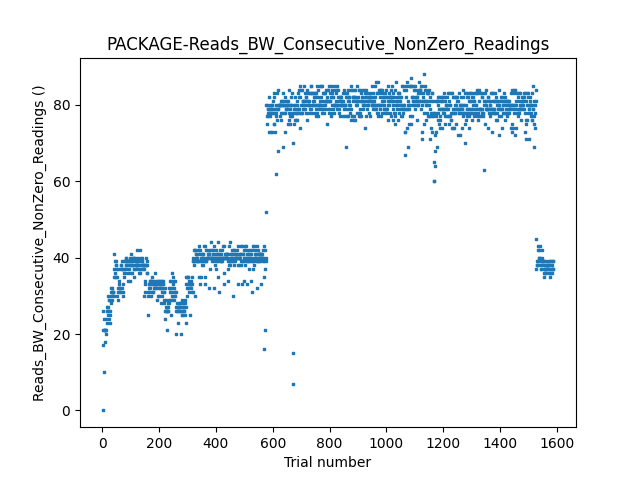 PACKAGE-Reads_BW_Consecutive_NonZero_Readings
Reads_BW_Consecutive_NonZero_Readings ()
80
60
40
20
0
0 200 400 600 800 1000 1200 1400 1600
Trial number